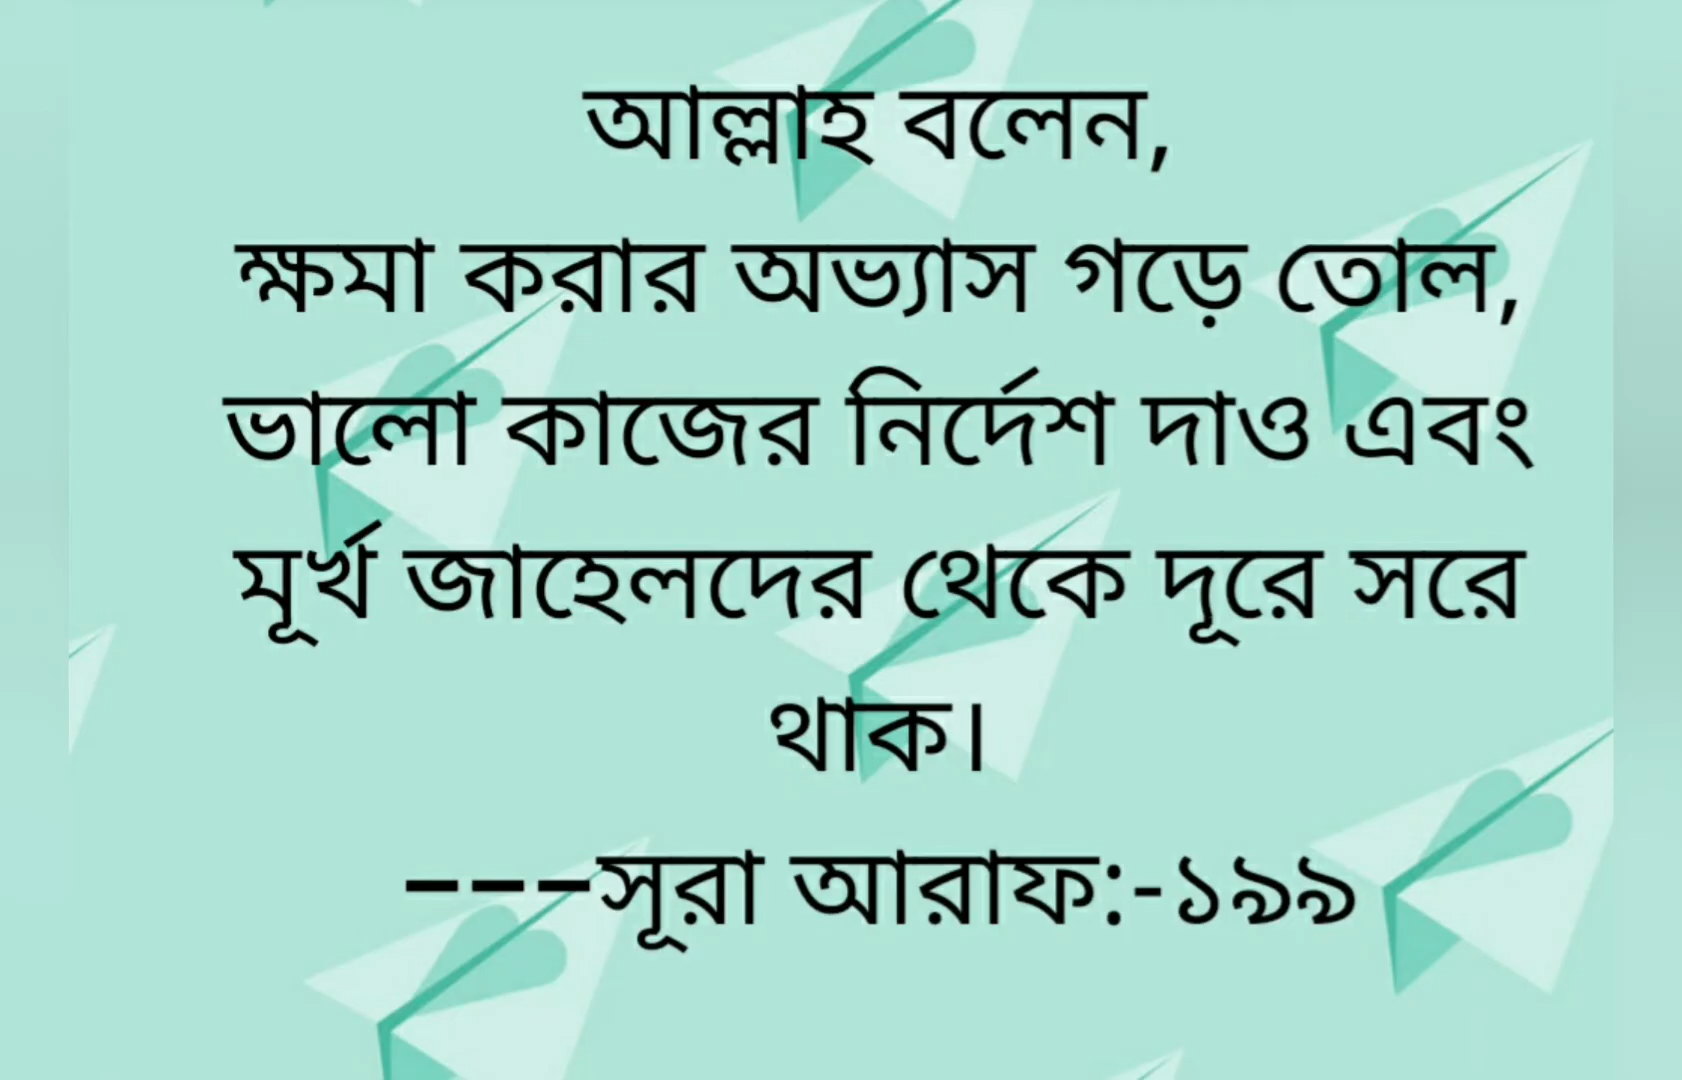 আল্লাহ বলেন,
ক্ষমা করার অভ্যাস গড়ে তোল,
ভালো কাজের নির্দেশ দাও এবং
মূর্খ জাহেলদের থেকে দূরে সরে
থাক।
---সূরা আরাফ:-১৯৯